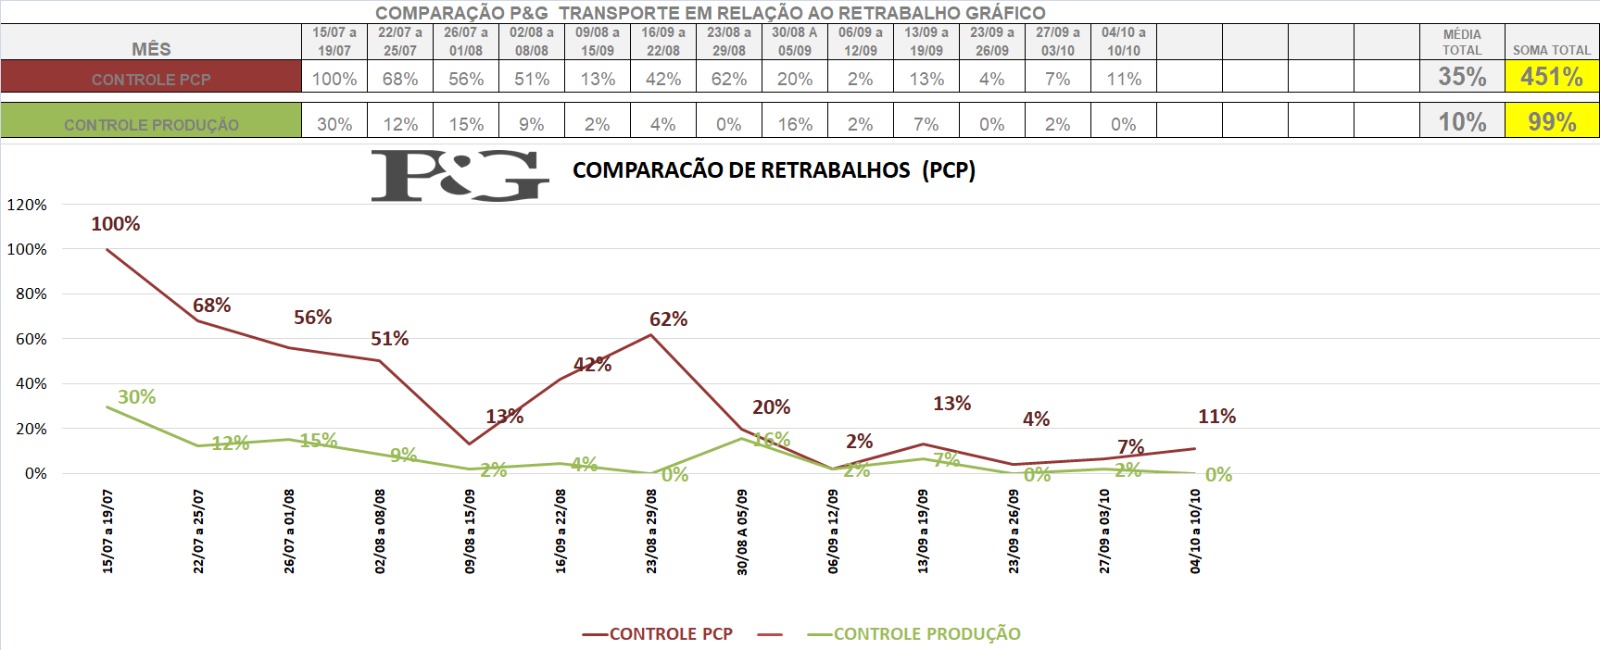 COMPARAÇÃO P&G TRANSPORTE EM RELAÇÃO AO RETRABALHO GRÁFICO
MÊS
15/07 a 19/07
22/07 a 25/07
26/07 a 01/08
02/08 a 08/08
09/08 a 15/09
16/09 a 22/08
23/08 a 29/08
30/08 A 05/09
06/09 a 12/09
13/09 a 19/09
23/09 a 26/09
27/09 a 03/10
04/10 a 10/10
MÉDIA TOTAL
SOMA TOTAL
CONTROLE PCP 100% 68% 56% 51% 13% 42% 62% 20% 2% 13% 4% 7% 11% 35% 451%
CONTROLE PRODUÇÃO 30% 12% 15% 9% 2% 4% 0% 16% 2% 7% 0% 2% 0% 10% 99%
P&G
COMPARACÃO DE RETRABALHOS (PCP)
120%
100%
80%
60%
40%
20%
0%
100%
68%
56%
51%
13%
42%
62%
20%
2%
13%
4%
7%
11%
30%
12%
15%
9%
2%
4%
0%
16%
2%
7%
0%
2%
0%
15/07 a 19/07
22/07 a 25/07
26/07 a 01/08
02/08 a 08/08
09/08 a 15/09
16/09 a 22/08
23/08 a 29/08
30/08 A 05/09
06/09 a 12/09
13/09 a 19/09
23/09 a 26/09
27/09 a 03/10
04/10 a 10/10
CONTROLE PCP
CONTROLE PRODUÇÃO